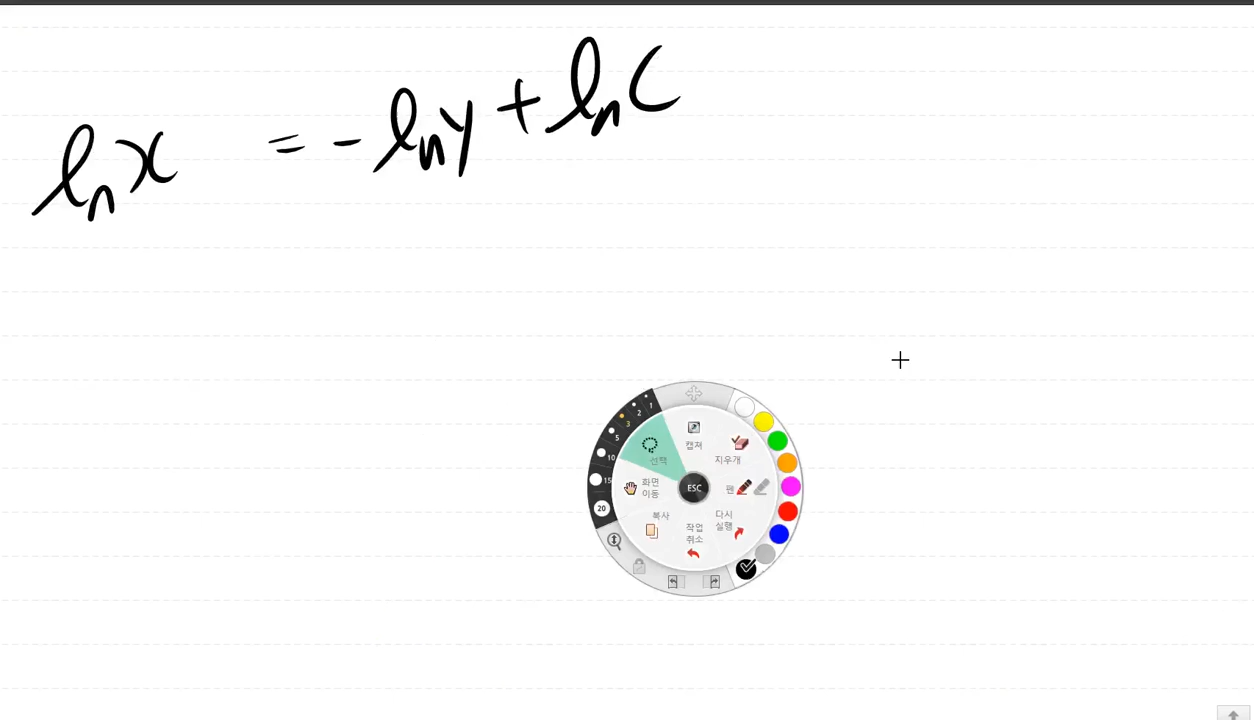 ln x = - ln y + ln C
1
2
3
5
10
15
20
캡쳐
선택
지우개
화면
이동
ESC
펜
복사
다시
실행
작업
취소